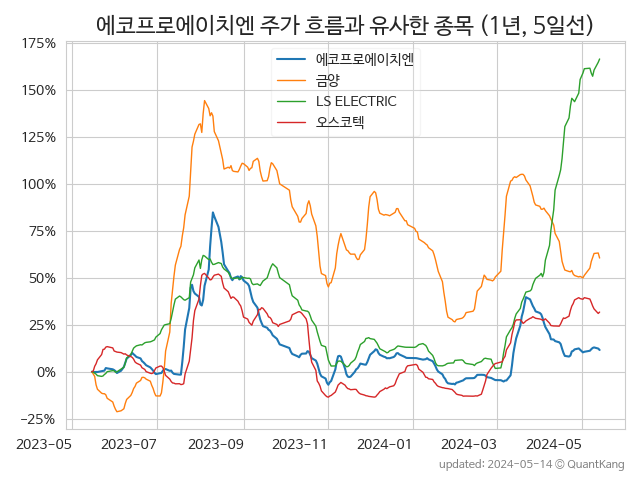 에코프로에이치엔 주가 흐름과 유사한 종목 (1년, 5일선)
175%
150%
125%
100%
75%
50%
25%
0%
−25%
에코프로에이치엔
금양
LS ELECTRIC
오스코텍
2023-05 2023-07 2023-09 2023-11 2024-01 2024-03 2024-05
updated: 2024-05-14 © QuantKang